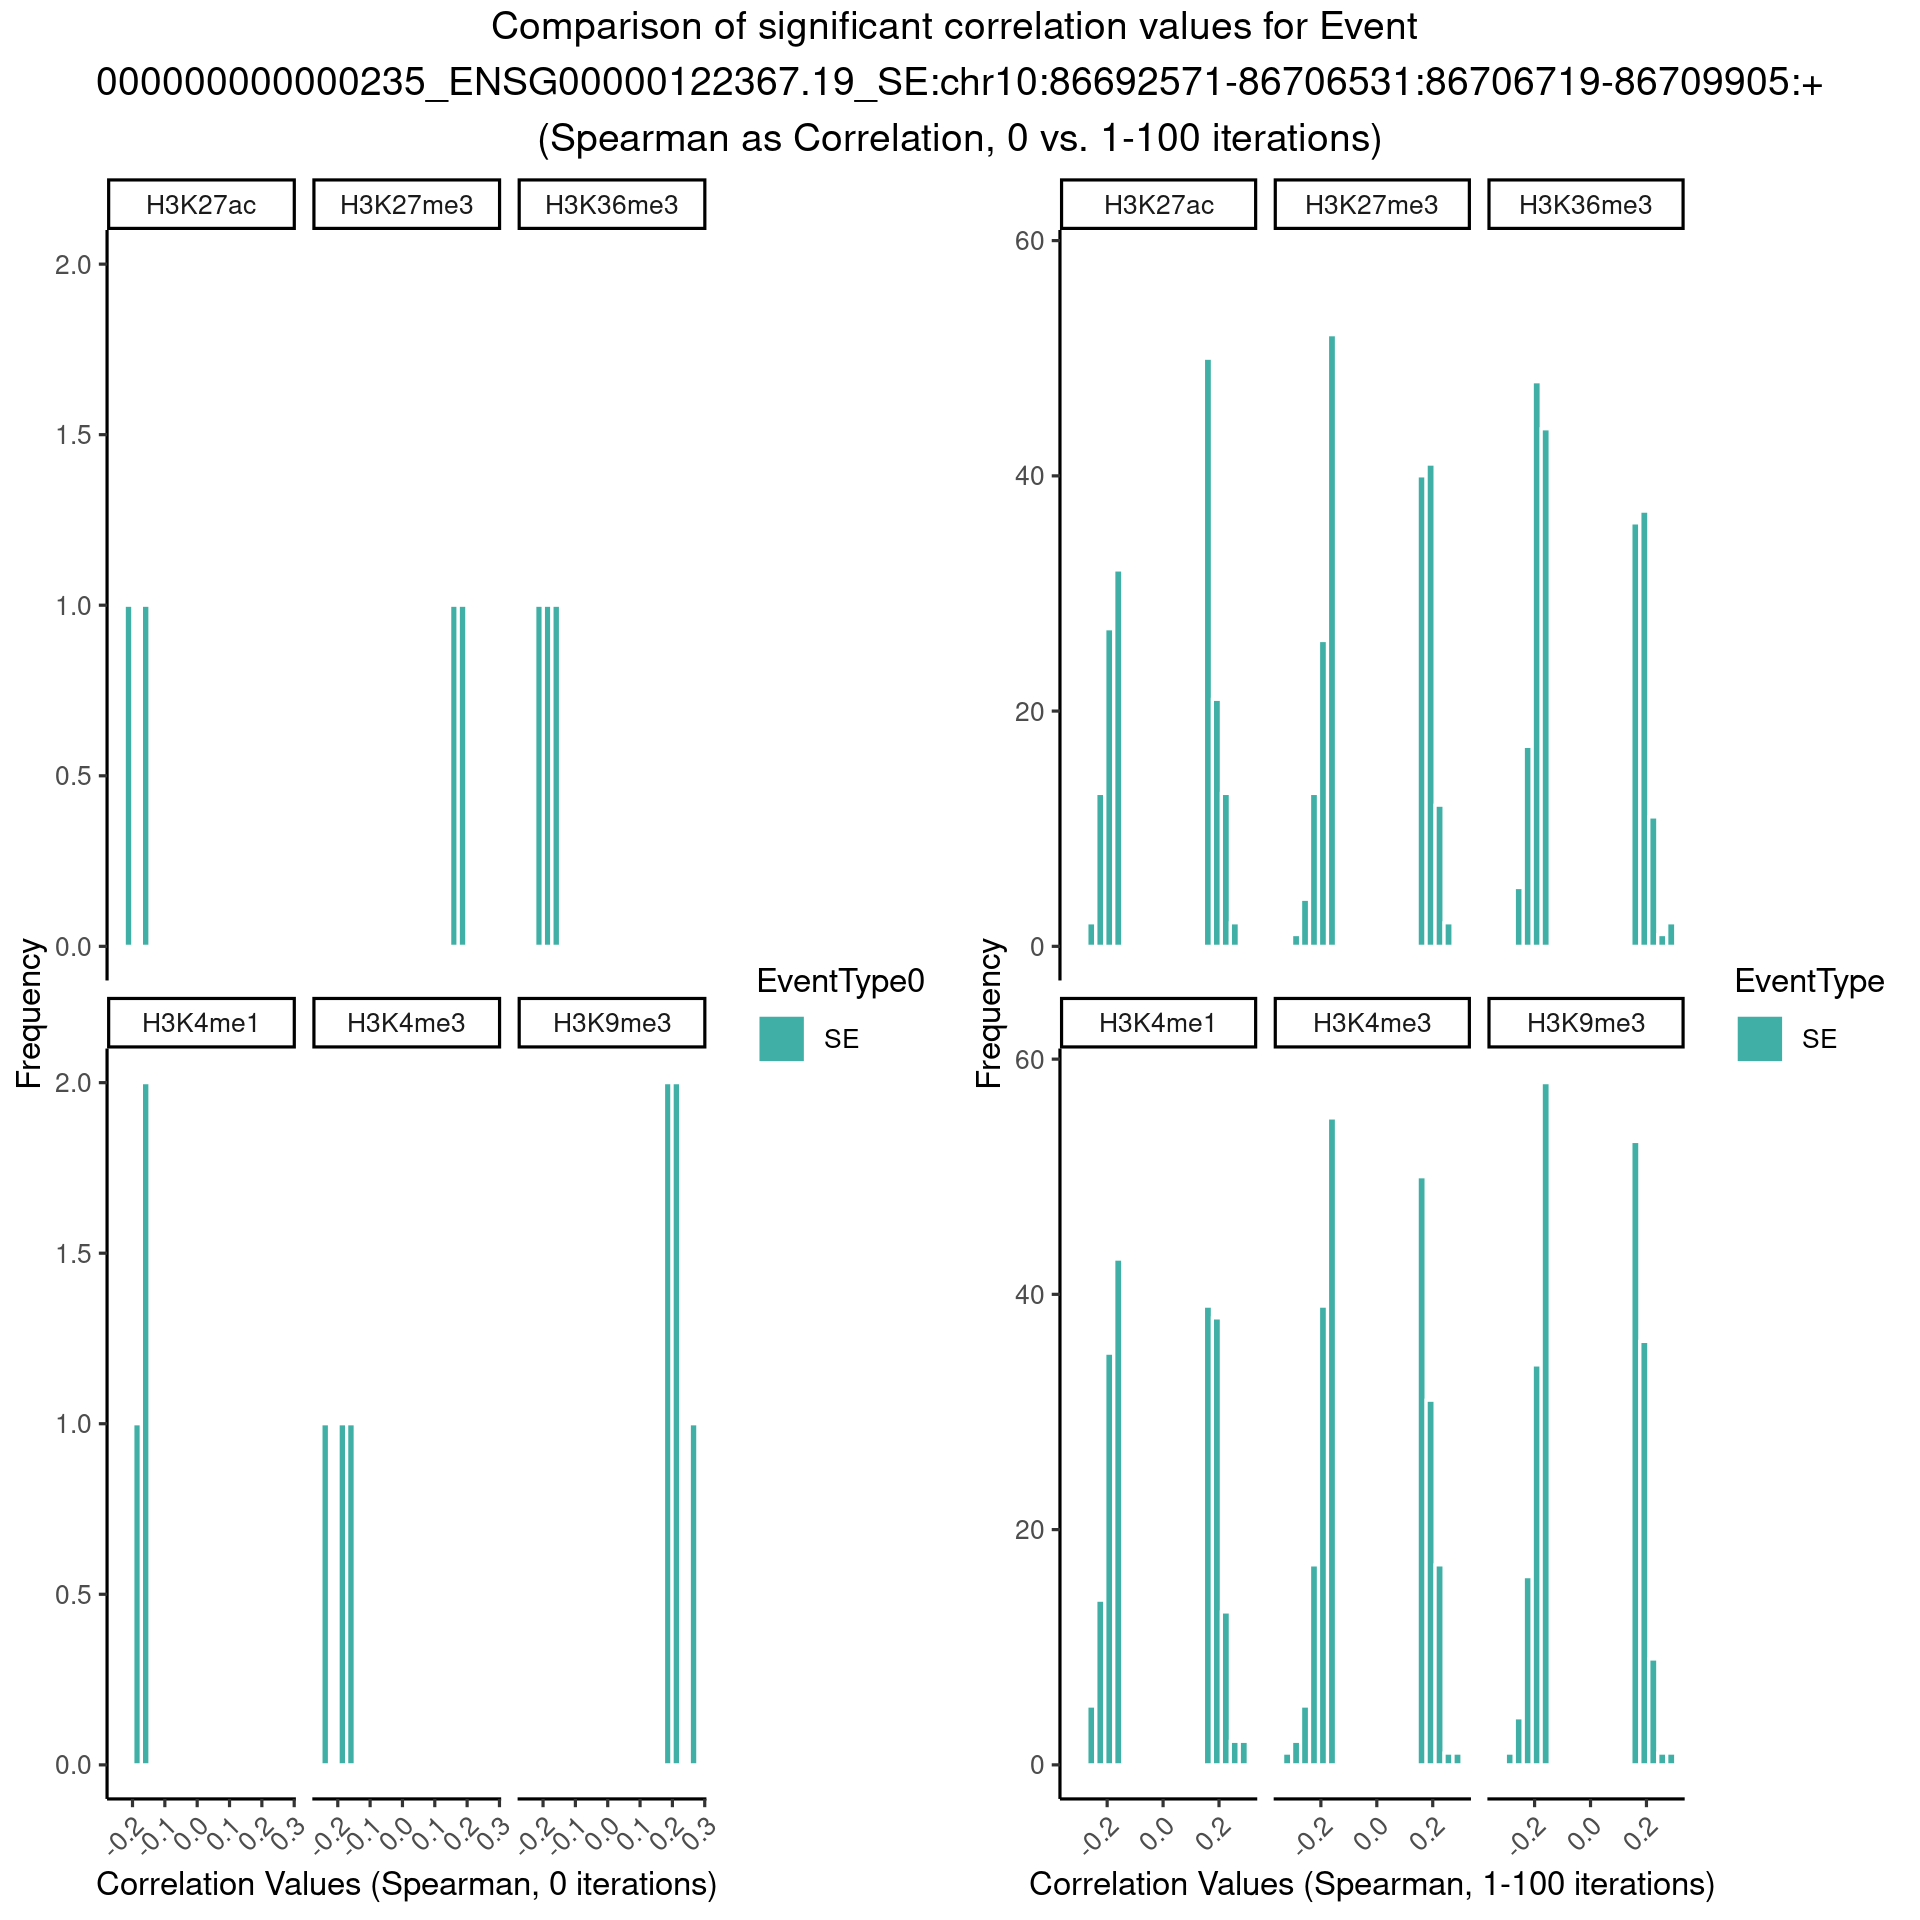 Comparison of significant correlation values for Event
000000000000235_ENSG00000122367.19_SE:chr10:86692571-86706531:86706719-86709905:+
(Spearman as Correlation, 0 vs. 1-100 iterations)
H3K27ac
H3K27me3
H3K36me3
2.0
1.5
1.0
0.5
0.0
H3K4me1
H3K4me3
H3K9me3
2.0
1.5
1.0
0.5
0.0
-0.2
-0.1
0.0
0.1
0.2
0.3
-0.2
-0.1
0.0
0.1
0.2
0.3
-0.2
-0.1
0.0
0.1
0.2
0.3
Frequency
Correlation Values (Spearman, 0 iterations)
EventType0
SE
H3K27ac
H3K27me3
H3K36me3
60
40
20
0
H3K4me1
H3K4me3
H3K9me3
60
40
20
0
-0.2
0.0
0.2
-0.2
0.0
0.2
-0.2
0.0
0.2
Frequency
Correlation Values (Spearman, 1-100 iterations)
EventType
SE